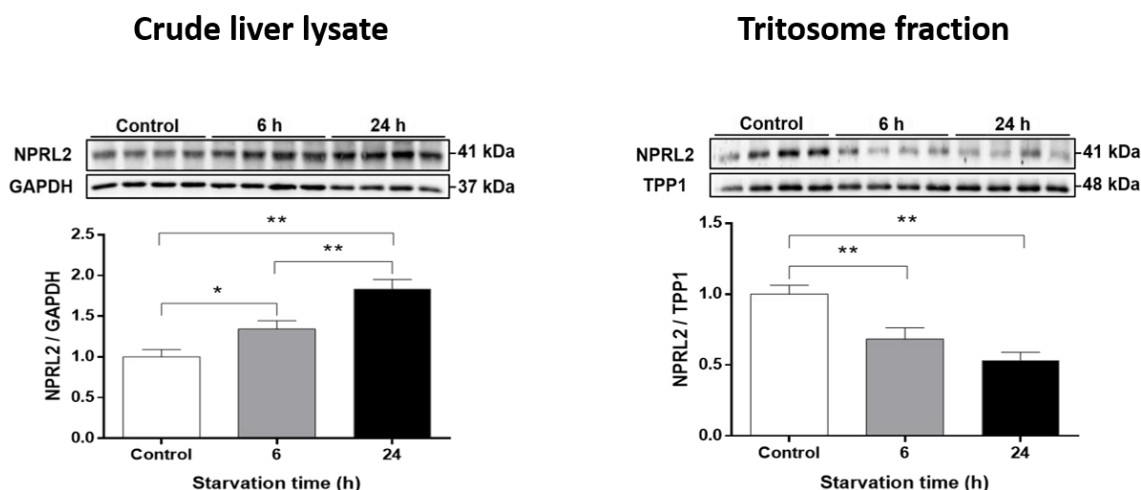 Crude liver lysate
Control 6 h 24 h
NPRL2 -41 kDa
GAPDH -37 kDa
2.5
2.0
1.5
1.0
0.5
0.0
NPRL2 / GAPDH
**
**
*
Control 6 24
Starvation time (h)
Tritosome fraction
Control 6 h 24 h
NPRL2 -41 kDa
TPP1 -48 kDa
1.5
1.0
0.5
0.0
NPRL2 / TPP1
**
**
Control 6 24
Starvation time (h)